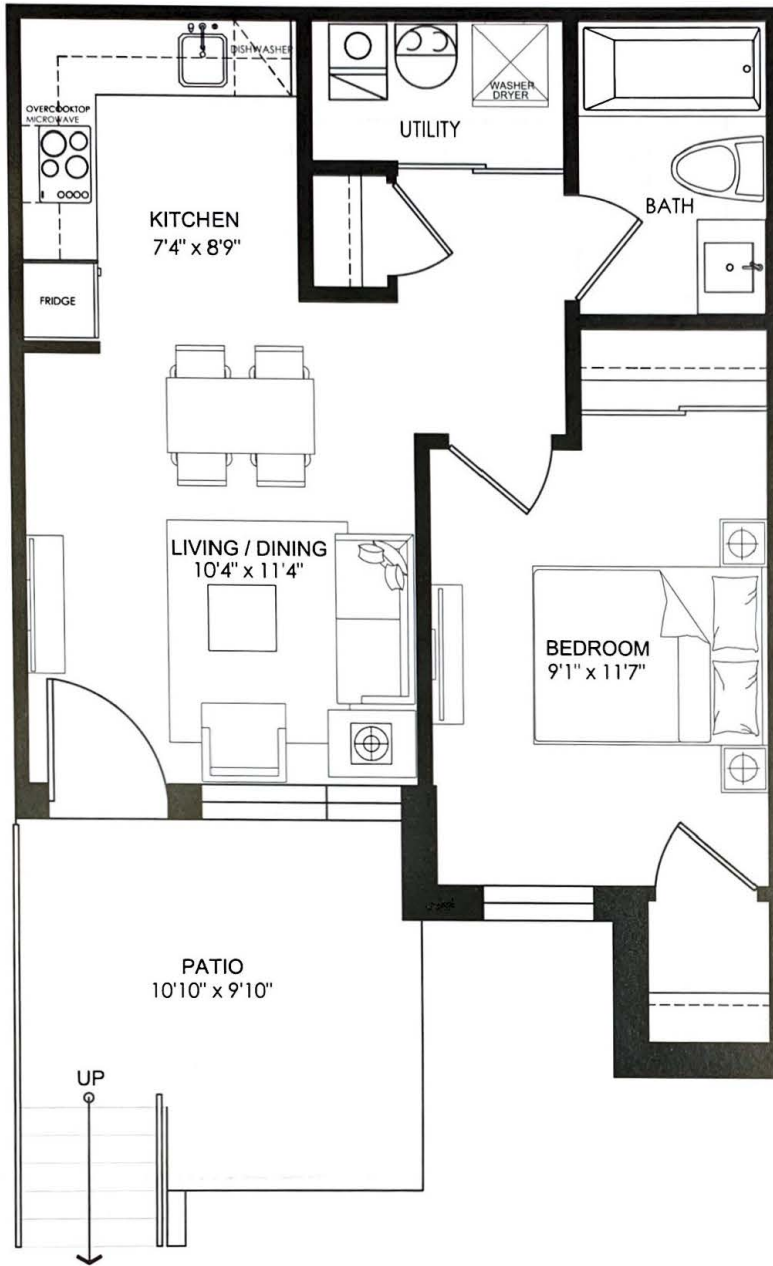 DISHWASHER
OVERCOOKTOP
MICROWAVE
WASHER
DRYER
UTILITY
KITCHEN
7'4" x 8'9"
BATH
FRIDGE
LIVING / DINING
10'4" x 11'4"
BEDROOM
9'1" x 11'7"
PATIO
10'10" x 9'10"
UP